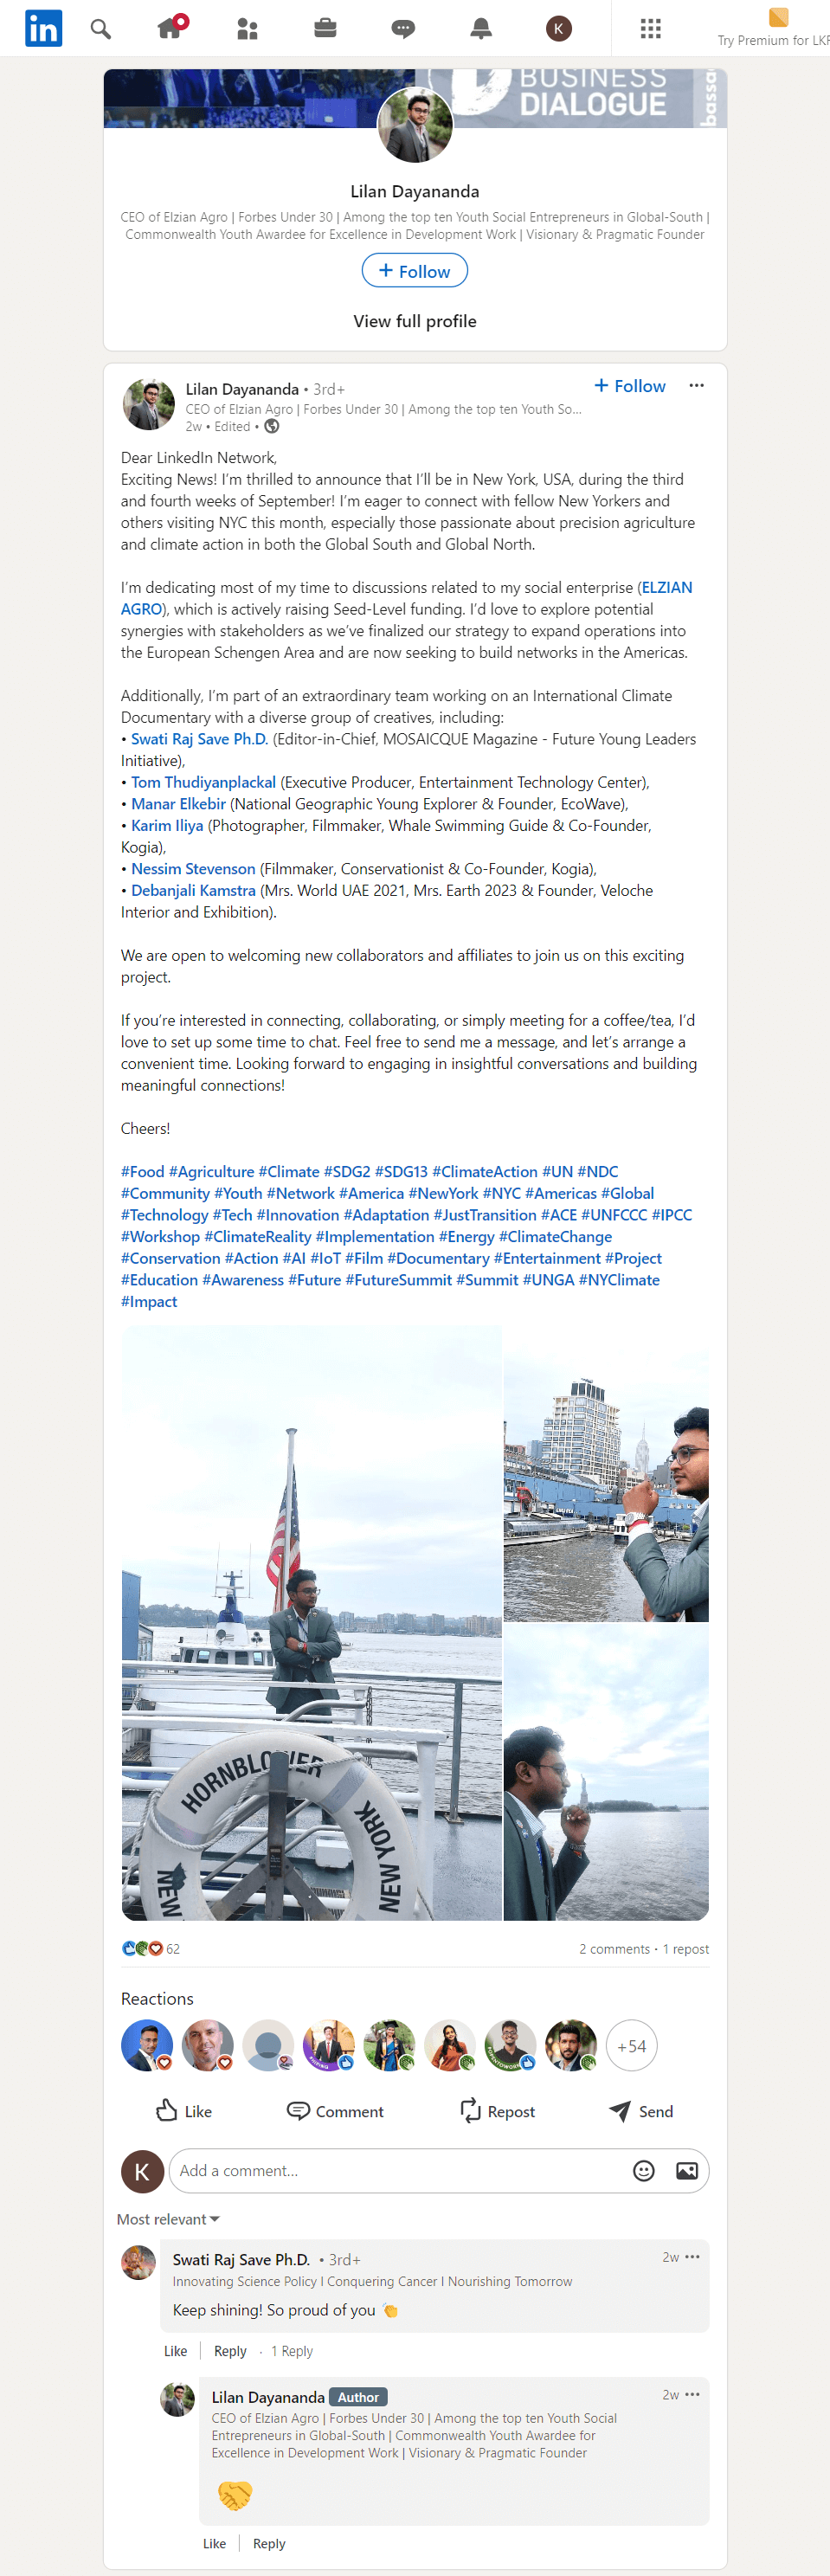 in
K
Try Premium for LKR
BUSINESS
DIALOGUE
bassa
Lilan Dayananda
CEO of Elzian Agro | Forbes Under 30 | Among the top ten Youth Social Entrepreneurs in Global-South |
Commonwealth Youth Awardee for Excellence in Development Work | Visionary & Pragmatic Founder
+ Follow
View full profile
Lilan Dayananda • 3rd+
+ Follow
CEO of Elzian Agro | Forbes Under 30 | Among the top ten Youth So...
2w • Edited •
Dear LinkedIn Network,
Exciting News! I'm thrilled to announce that I'll be in New York, USA, during the third
and fourth weeks of September! I'm eager to connect with fellow New Yorkers and
others visiting NYC this month, especially those passionate about precision agriculture
and climate action in both the Global South and Global North.
I'm dedicating most of my time to discussions related to my social enterprise (ELZIAN
AGRO), which is actively raising Seed-Level funding. I'd love to explore potential
synergies with stakeholders as we've finalized our strategy to expand operations into
the European Schengen Area and are now seeking to build networks in the Americas.
Additionally, I'm part of an extraordinary team working on an International Climate
Documentary with a diverse group of creatives, including:
• Swati Raj Save Ph.D. (Editor-in-Chief, MOSAICQUE Magazine - Future Young Leaders
Initiative),
• Tom Thudiyanplackal (Executive Producer, Entertainment Technology Center),
• Manar Elkebir (National Geographic Young Explorer & Founder, EcoWave),
• Karim Iliya (Photographer, Filmmaker, Whale Swimming Guide & Co-Founder,
Kogia),
• Nessim Stevenson (Filmmaker, Conservationist & Co-Founder, Kogia),
• Debanjali Kamstra (Mrs. World UAE 2021, Mrs. Earth 2023 & Founder, Veloche
Interior and Exhibition).
We are open to welcoming new collaborators and affiliates to join us on this exciting
project.
If you're interested in connecting, collaborating, or simply meeting for a coffee/tea, I'd
love to set up some time to chat. Feel free to send me a message, and let's arrange a
convenient time. Looking forward to engaging in insightful conversations and building
meaningful connections!
Cheers!
#Food #Agriculture #Climate #SDG2 #SDG13 #ClimateAction #UN #NDC
#Community #Youth #Network #America #NewYork #NYC #Americas #Global
#Technology #Tech #Innovation #Adaptation #JustTransition #ACE #UNFCCC #IPCC
#Workshop #ClimateReality #Implementation #Energy #ClimateChange
#Conservation #Action #AI #IoT #Film #Documentary #Entertainment #Project
#Education #Awareness #Future #FutureSummit #Summit #UNGA #NYClimate
#Impact
HORNBLOWER
NEW YORK
NEW
62
2 comments • 1 repost
Reactions
+54
Like
Comment
Repost
Send
K
Add a comment...
Most relevant
Swati Raj Save Ph.D. • 3rd+
2w
Innovating Science Policy I Conquering Cancer I Nourishing Tomorrow
Keep shining! So proud of you 👏
Like
Reply
· 1 Reply
Lilan Dayananda Author
2w
CEO of Elzian Agro | Forbes Under 30 | Among the top ten Youth Social
Entrepreneurs in Global-South | Commonwealth Youth Awardee for
Excellence in Development Work | Visionary & Pragmatic Founder
🤝
Like
Reply